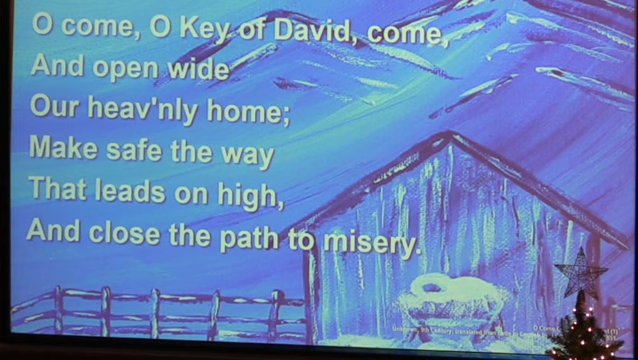 O come, O Key of David, come,
And open wide
Our heav'nly home;
Make safe the way
That leads on high,
And close the path to misery.
O Come